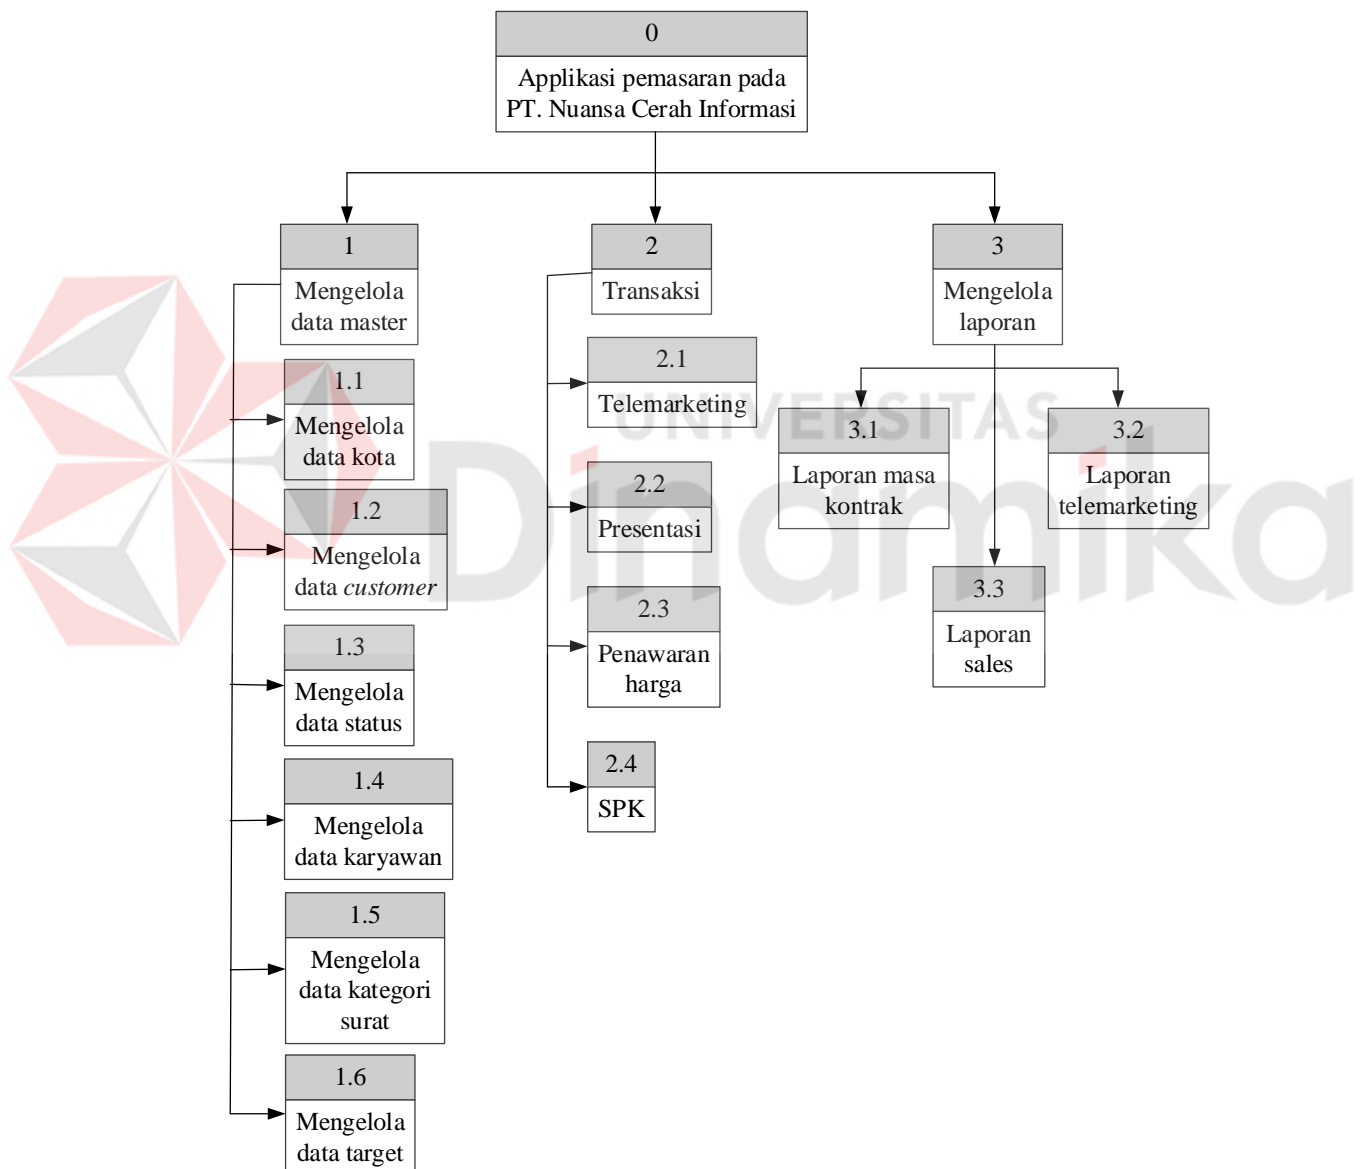 0
Applikasi pemasaran pada
PT. Nuansa Cerah Informasi
1
Mengelola
data master
1.1
Mengelola
data kota
1.2
Mengelola
data customer
1.3
Mengelola
data status
1.4
Mengelola
data karyawan
1.5
Mengelola
data kategori
surat
1.6
Mengelola
data target
2
Transaksi
2.1
Telemarketing
2.2
Presentasi
2.3
Penawaran
harga
2.4
SPK
3
Mengelola
laporan
3.1
Laporan masa
kontrak
3.2
Laporan
telemarketing
3.3
Laporan
sales
UNIVERSITAS
Dinamika